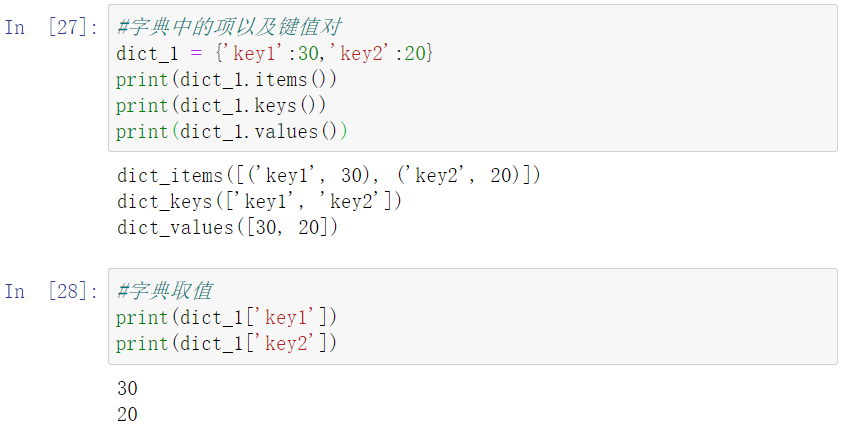 In [27]: #字典中的项以及键值对
dict_1 = {'key1':30,'key2':20}
print(dict_1.items())
print(dict_1.keys())
print(dict_1.values())
dict_items([('key1', 30), ('key2', 20)])
dict_keys(['key1', 'key2'])
dict_values([30, 20])
In [28]: #字典取值
print(dict_1['key1'])
print(dict_1['key2'])
30
20